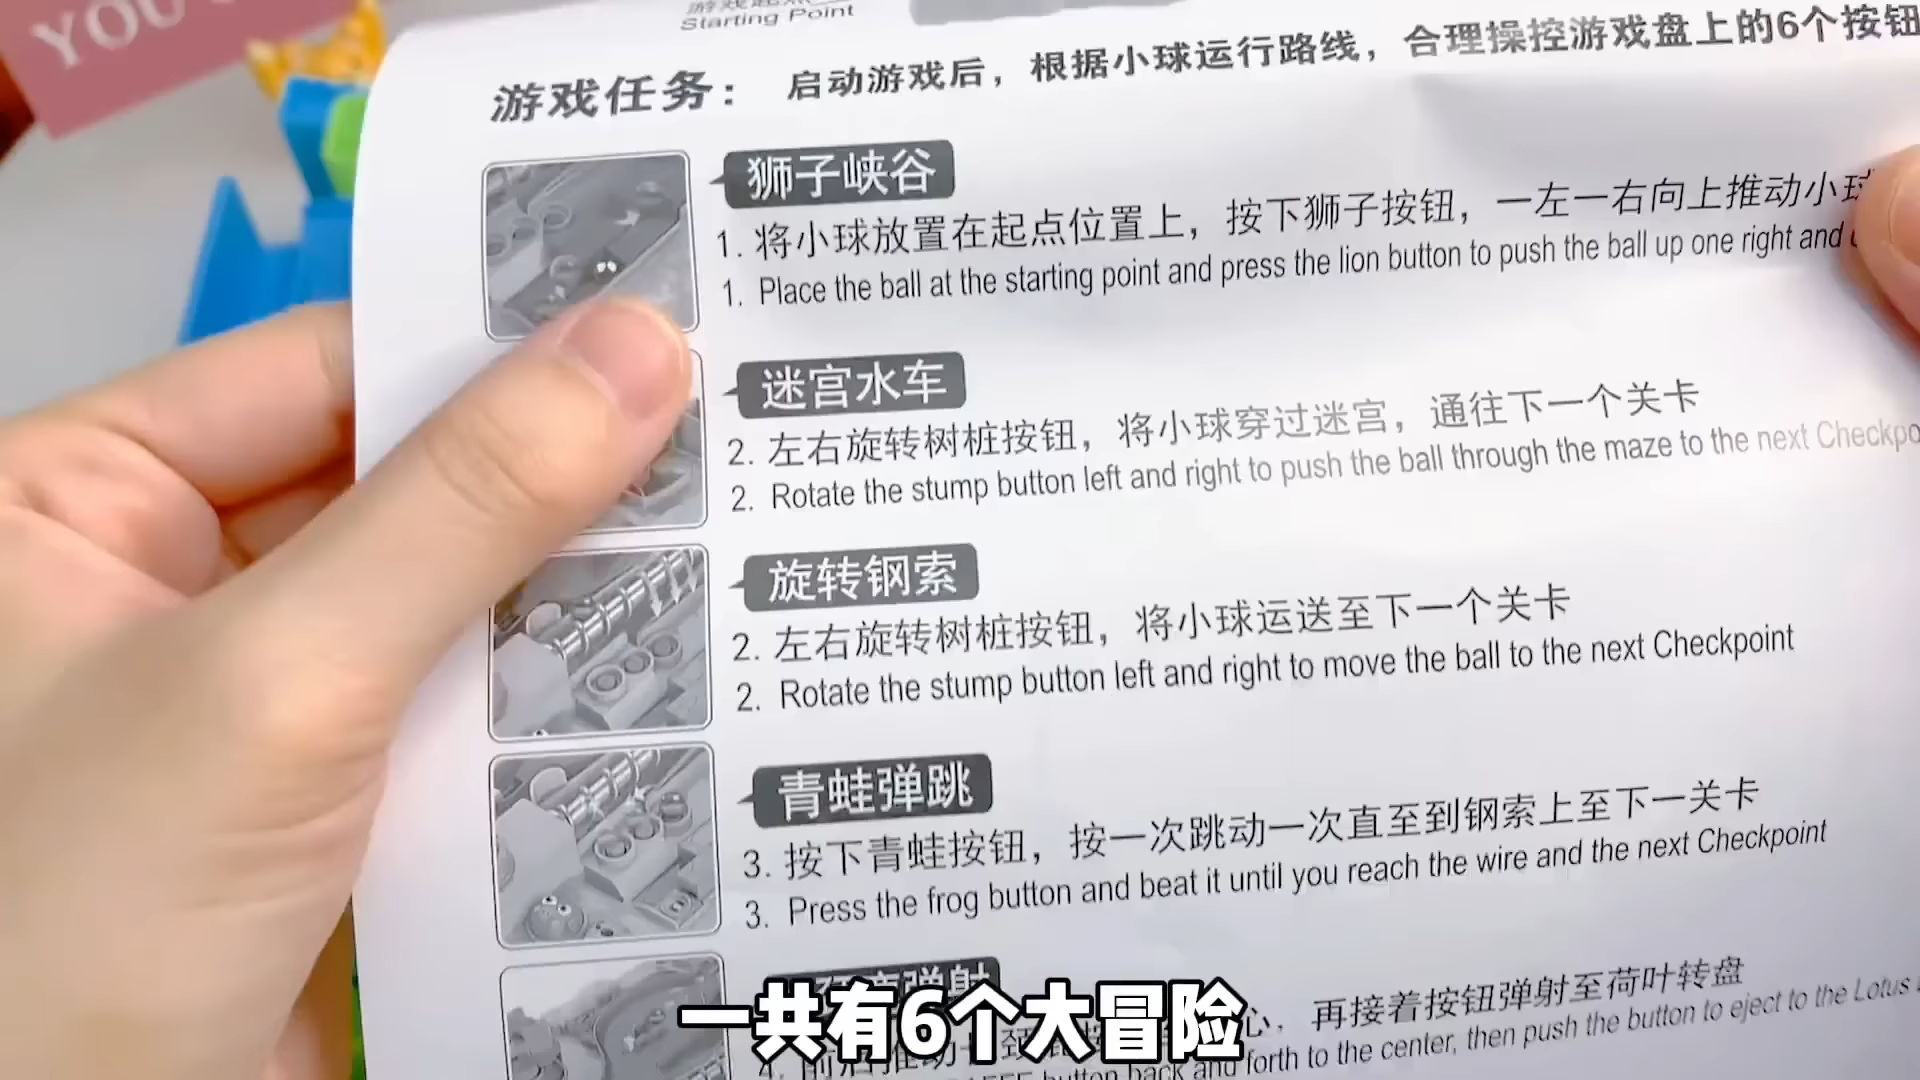 YOU
Starting Point
游戏任务： 启动游戏后，根据小球运行路线，合理操控游戏盘上的6个按钮
狮子峡谷
1. 将小球放置在起点位置上，按下狮子按钮，一左一右向上推动小球
1. Place the ball at the starting point and press the lion button to push the ball up one right and
迷宫水车
2. 左右旋转树桩按钮，将小球穿过迷宫，通往下一个关卡
2. Rotate the stump button left and right to push the ball through the maze to the next Checkpo
旋转钢索
2. 左右旋转树桩按钮，将小球运送至下一个关卡
2. Rotate the stump button left and right to move the ball to the next Checkpoint
青蛙弹跳
3. 按下青蛙按钮，按一次跳动一次直至到钢索上至下一关卡
3. Press the frog button and beat it until you reach the wire and the next Checkpoint
弹射
心，再接着按钮弹射至荷叶转盘
button back and forth to the center, then push the button to eject to the Lotus
一共有6个大冒险